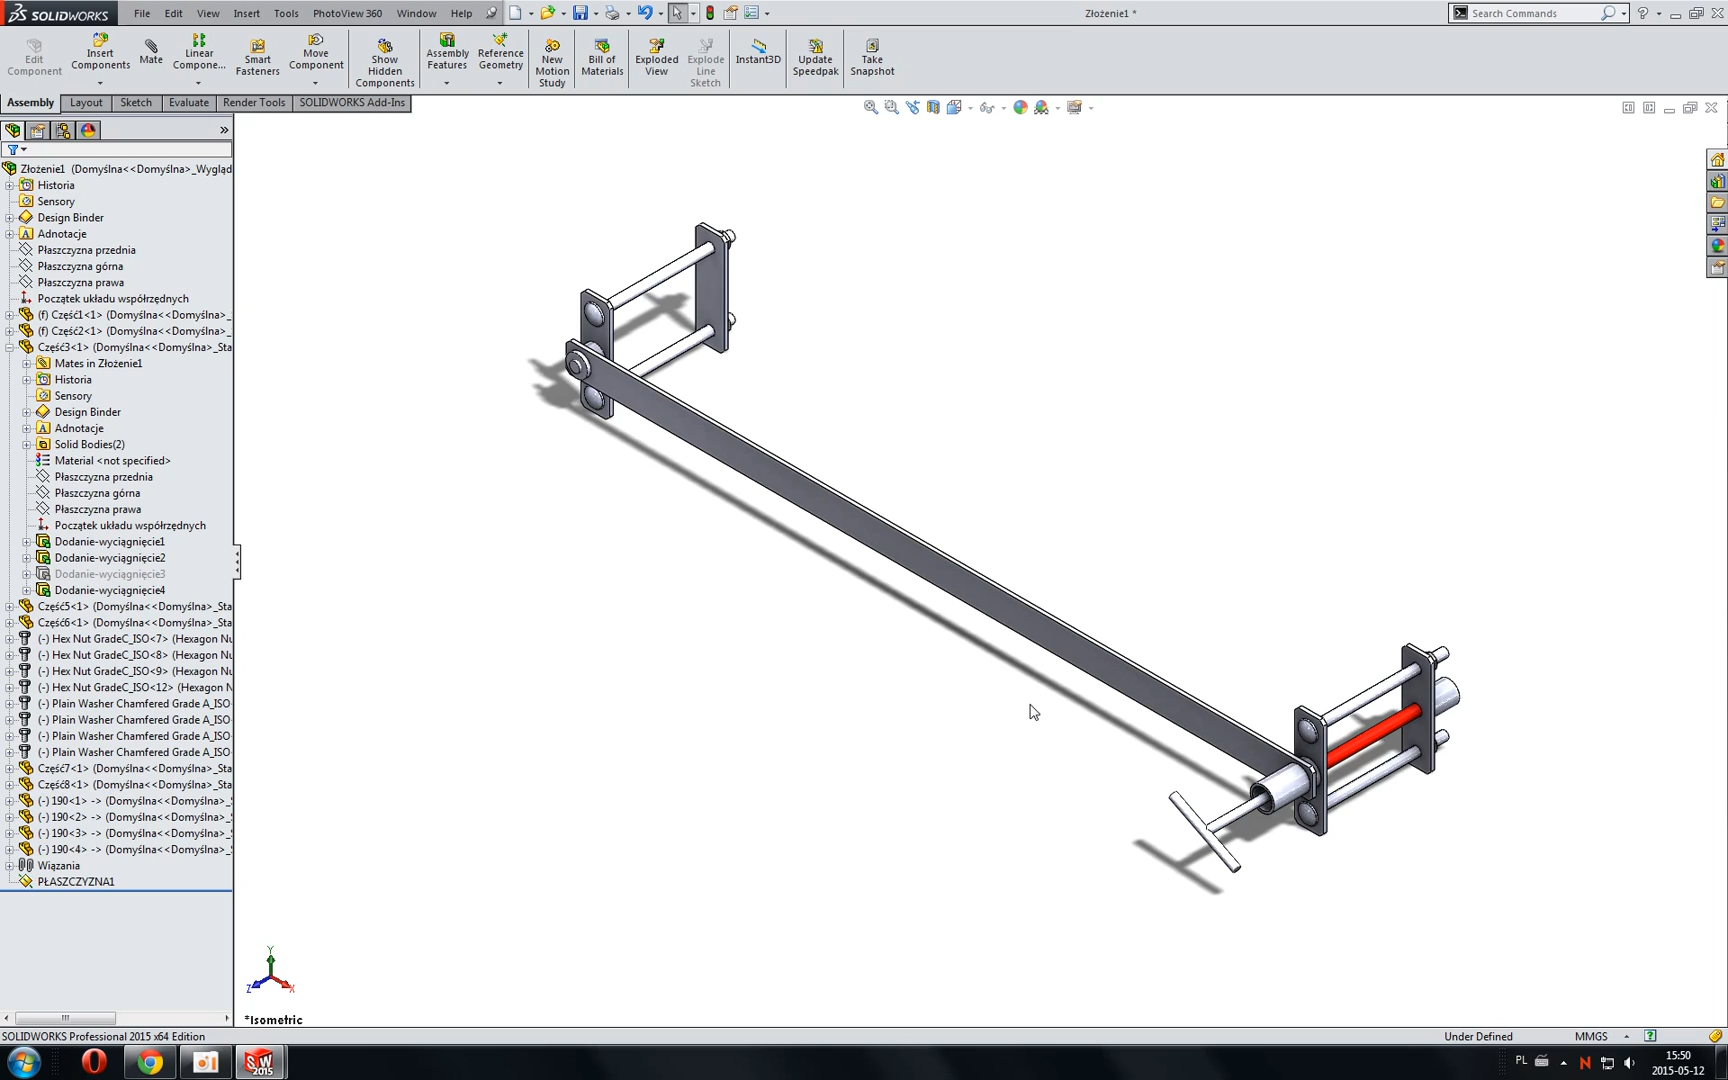 SOLIDWORKS File Edit View Insert Tools PhotoView 360 Window Help Złożenie1 * Search Commands
Edit Component
Insert Components
Mate
Linear Compone...
Smart Fasteners
Move Component
Show Hidden Components
Assembly Features
Reference Geometry
New Motion Study
Bill of Materials
Exploded View
Explode Line Sketch
Instant3D
Update Speedpak
Take Snapshot
Assembly Layout Sketch Evaluate Render Tools SOLIDWORKS Add-Ins
Złożenie1 (Domyślna<<Domyślna>_Wygląd
Historia
Sensory
Design Binder
Adnotacje
Płaszczyzna przednia
Płaszczyzna górna
Płaszczyzna prawa
Początek układu współrzędnych
(f) Część1<1> (Domyślna<<Domyślna>_
(f) Część2<1> (Domyślna<<Domyślna>_
Część3<1> (Domyślna<<Domyślna>_Sta
Mates in Złożenie1
Historia
Sensory
Design Binder
Adnotacje
Solid Bodies(2)
Material <not specified>
Płaszczyzna przednia
Płaszczyzna górna
Płaszczyzna prawa
Początek układu współrzędnych
Dodanie-wyciągnięcie1
Dodanie-wyciągnięcie2
Dodanie-wyciągnięcie3
Dodanie-wyciągnięcie4
Część5<1> (Domyślna<<Domyślna>_Sta
Część6<1> (Domyślna<<Domyślna>_Sta
(-) Hex Nut GradeC_ISO<7> (Hexagon Nu
(-) Hex Nut GradeC_ISO<8> (Hexagon Nu
(-) Hex Nut GradeC_ISO<9> (Hexagon Nu
(-) Hex Nut GradeC_ISO<12> (Hexagon N
(-) Plain Washer Chamfered Grade A_ISO
(-) Plain Washer Chamfered Grade A_ISO
(-) Plain Washer Chamfered Grade A_ISO
(-) Plain Washer Chamfered Grade A_ISO
Część7<1> (Domyślna<<Domyślna>_Sta
Część8<1> (Domyślna<<Domyślna>_Sta
(-) 190<1> -> (Domyślna<<Domyślna>_
(-) 190<2> -> (Domyślna<<Domyślna>_
(-) 190<3> -> (Domyślna<<Domyślna>_
(-) 190<4> -> (Domyślna<<Domyślna>_
Wiązania
PŁASZCZYZNA1
Y
Z X
*Isometric
SOLIDWORKS Professional 2015 x64 Edition Under Defined MMGS
PL 15:50
2015-05-12